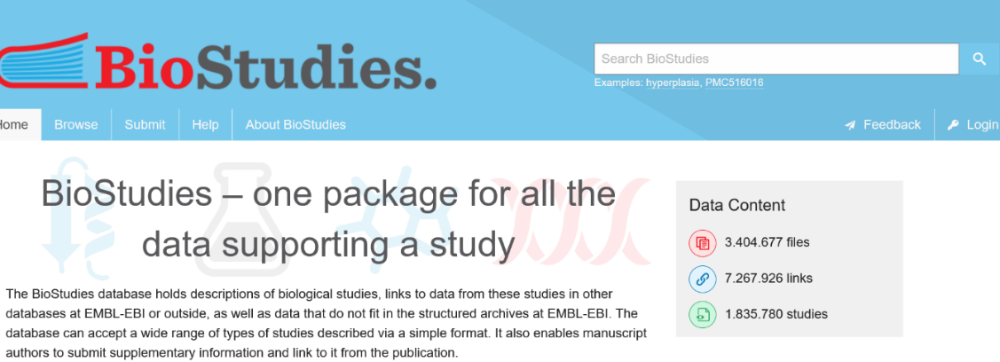 BioStudies.
Search BioStudies
Examples: hyperplasia, PMC516016
Home Browse Submit Help About BioStudies Feedback Login
BioStudies – one package for all the
data supporting a study
Data Content
3.404.677 files
7.267.926 links
1.835.780 studies
The BioStudies database holds descriptions of biological studies, links to data from these studies in other
databases at EMBL-EBI or outside, as well as data that do not fit in the structured archives at EMBL-EBI. The
database can accept a wide range of types of studies described via a simple format. It also enables manuscript
authors to submit supplementary information and link to it from the publication.